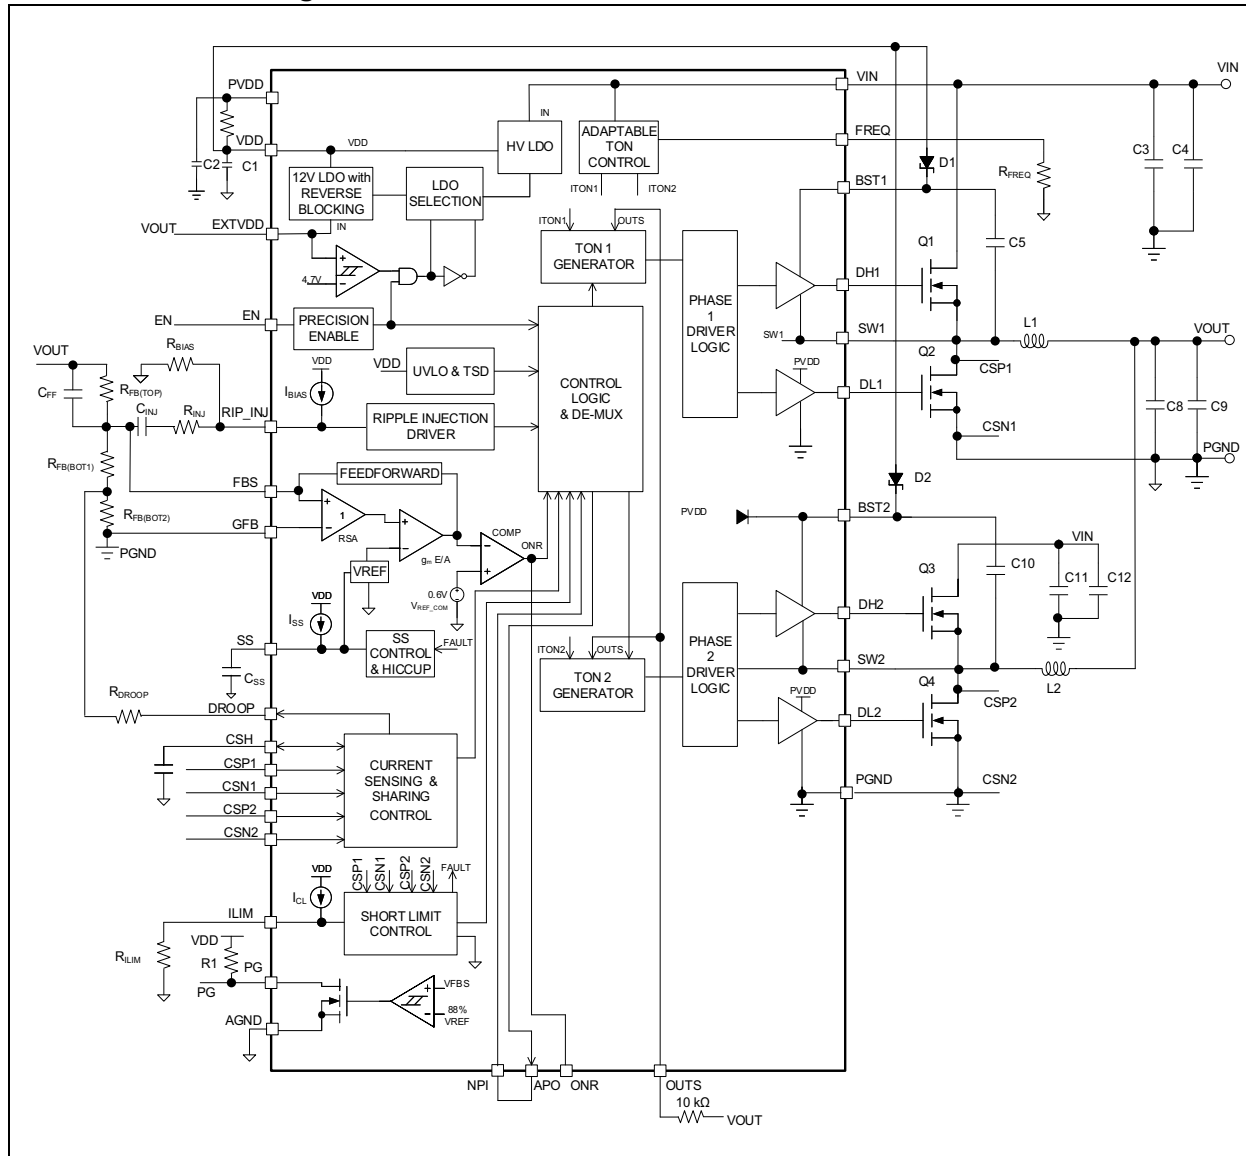 PVDD
VIN
VIN
IN
FREQ
VDD
VDD
C2
C1
HV LDO
ADAPTABLE
TON
CONTROL
D1
C3
C4
RFREQ
12V LDO with
REVERSE
BLOCKING
LDO
SELECTION
ITON1
ITON2
BST1
VOUT
EXTVDD
IN
ITON1
OUTS
TON 1
GENERATOR
Q1
C5
4.7V
DH1
PHASE
1
DRIVER
LOGIC
EN
EN
PRECISION
ENABLE
SW1
SW1
L1
VOUT
VOUT
RBIAS
VDD
VDD
UVLO & TSD
CONTROL
LOGIC
& DE-MUX
PVDD
Q2
CSP1
CFF
RFB(TOP)
IBIAS
DL1
CINJ
RINJ
RIP_INJ
RIPPLE INJECTION
DRIVER
C8
C9
CSN1
PGND
RFB(BOT1)
FEEDFORWARD
D2
FBS
RFB(BOT2)
1
RSA
COMP
ONR
PVDD
BST2
GFB
PGND
gm E/A
VREF
VIN
C10
C11
C12
Q3
0.6V
VREF_COM
VDD
ISS
DH2
SS
SS
CONTROL
& HICCUP
FAULT
ITON2
OUTS
TON 2
GENERATOR
PHASE
2
DRIVER
LOGIC
SW2
L2
CSS
RDROOP
DROOP
PVDD
Q4
CSP2
DL2
CSH
CSP1
CSN1
CSP2
CSN2
CURRENT
SENSING &
SHARING
CONTROL
PGND
CSN2
VDD
CSP1
CSN1
CSP2
CSN2
FAULT
ICL
ILIM
SHORT LIMIT
CONTROL
RILIM
VDD
R1
PG
PG
VFBS
88%
VREF
AGND
NPI
APO
ONR
OUTS
10 kΩ
VOUT